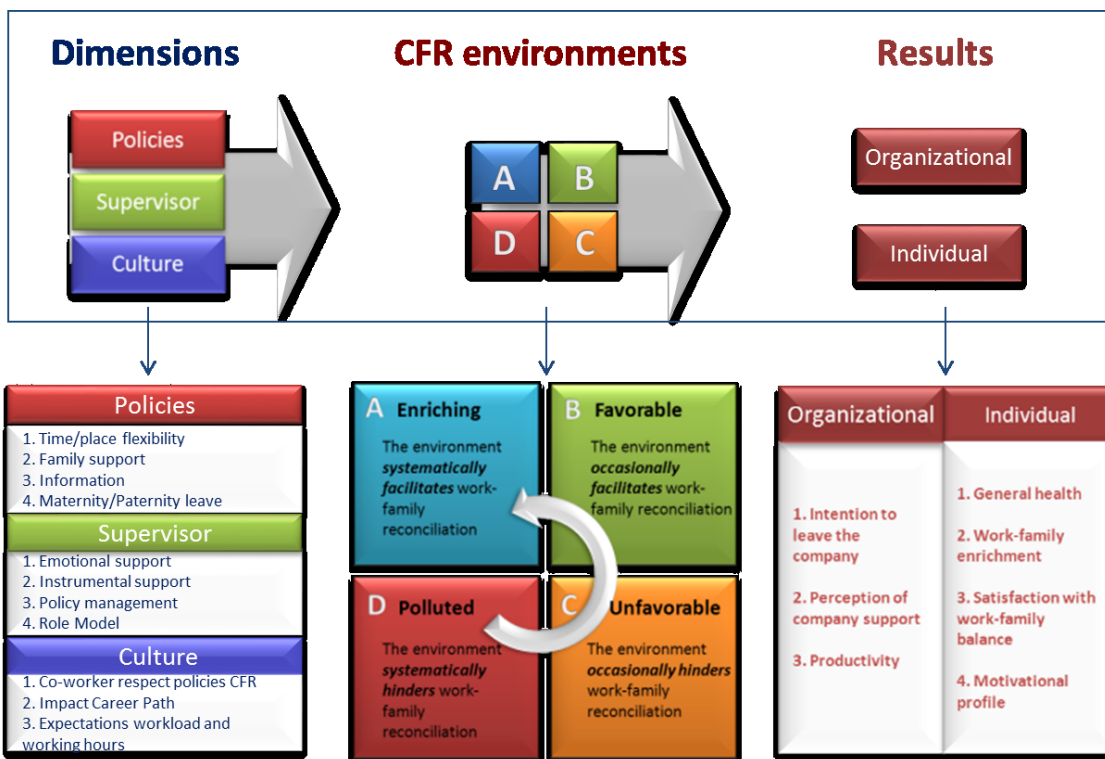 Dimensions
CFR environments
Results
Policies
Supervisor
Culture
A
B
D
C
Organizational
Individual
Policies
1. Time/place flexibility
2. Family support
3. Information
4. Maternity/Paternity leave
Supervisor
1. Emotional support
2. Instrumental support
3. Policy management
4. Role Model
Culture
1. Co-worker respect policies CFR
2. Impact Career Path
3. Expectations workload and
working hours
A Enriching
The environment
systematically
facilitates work-
family
reconciliation
B Favorable
The environment
occasionally
facilitates work-
family reconciliation
D Polluted
The environment
systematically
hinders work-
family
reconciliation
C Unfavorable
The environment
occasionally hinders
work-family
reconciliation
Organizational
1. Intention to
leave the
company
2. Perception of
company support
3. Productivity
Individual
1. General health
2. Work-family
enrichment
3. Satisfaction with
work-family
balance
4. Motivational
profile